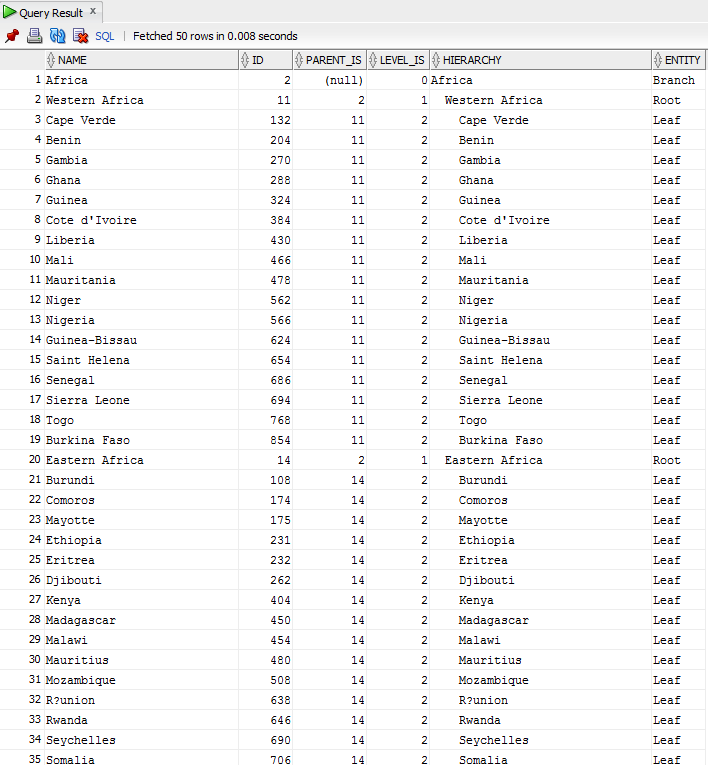 Query Result x
SQL | Fetched 50 rows in 0.008 seconds
NAME ID PARENT_IS LEVEL_IS HIERARCHY ENTITY
1 Africa 2 (null) 0 Africa Branch
2 Western Africa 11 2 1 Western Africa Root
3 Cape Verde 132 11 2 Cape Verde Leaf
4 Benin 204 11 2 Benin Leaf
5 Gambia 270 11 2 Gambia Leaf
6 Ghana 288 11 2 Ghana Leaf
7 Guinea 324 11 2 Guinea Leaf
8 Cote d'Ivoire 384 11 2 Cote d'Ivoire Leaf
9 Liberia 430 11 2 Liberia Leaf
10 Mali 466 11 2 Mali Leaf
11 Mauritania 478 11 2 Mauritania Leaf
12 Niger 562 11 2 Niger Leaf
13 Nigeria 566 11 2 Nigeria Leaf
14 Guinea-Bissau 624 11 2 Guinea-Bissau Leaf
15 Saint Helena 654 11 2 Saint Helena Leaf
16 Senegal 686 11 2 Senegal Leaf
17 Sierra Leone 694 11 2 Sierra Leone Leaf
18 Togo 768 11 2 Togo Leaf
19 Burkina Faso 854 11 2 Burkina Faso Leaf
20 Eastern Africa 14 2 1 Eastern Africa Root
21 Burundi 108 14 2 Burundi Leaf
22 Comoros 174 14 2 Comoros Leaf
23 Mayotte 175 14 2 Mayotte Leaf
24 Ethiopia 231 14 2 Ethiopia Leaf
25 Eritrea 232 14 2 Eritrea Leaf
26 Djibouti 262 14 2 Djibouti Leaf
27 Kenya 404 14 2 Kenya Leaf
28 Madagascar 450 14 2 Madagascar Leaf
29 Malawi 454 14 2 Malawi Leaf
30 Mauritius 480 14 2 Mauritius Leaf
31 Mozambique 508 14 2 Mozambique Leaf
32 R?union 638 14 2 R?union Leaf
33 Rwanda 646 14 2 Rwanda Leaf
34 Seychelles 690 14 2 Seychelles Leaf
35 Somalia 706 14 2 Somalia Leaf